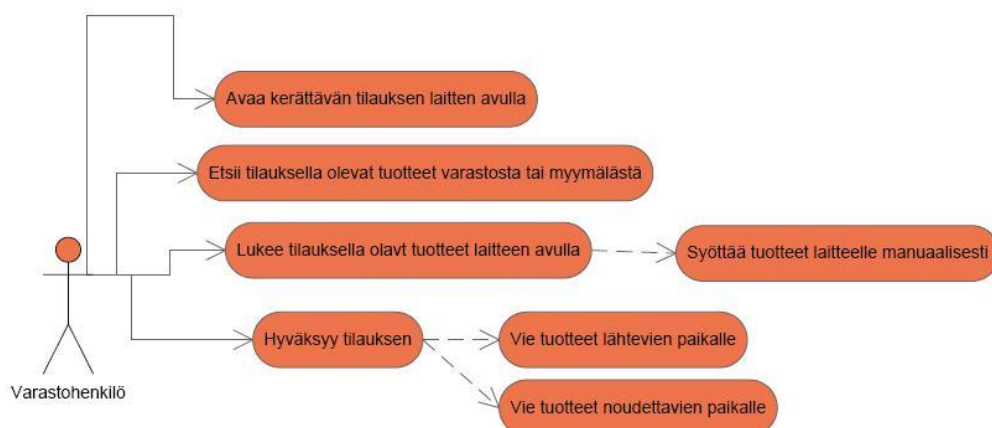 Avaa kerättävän tilauksen laitten avulla
Etsii tilauksella olevat tuotteet varastosta tai myymälästä
Lukee tilauksella olavt tuotteet laitteen avulla
Syöttää tuotteet laitteelle manuaalisesti
Hyväksyy tilauksen
Vie tuotteet lähtevien paikalle
Vie tuotteet noudettavien paikalle
Varastohenkilö